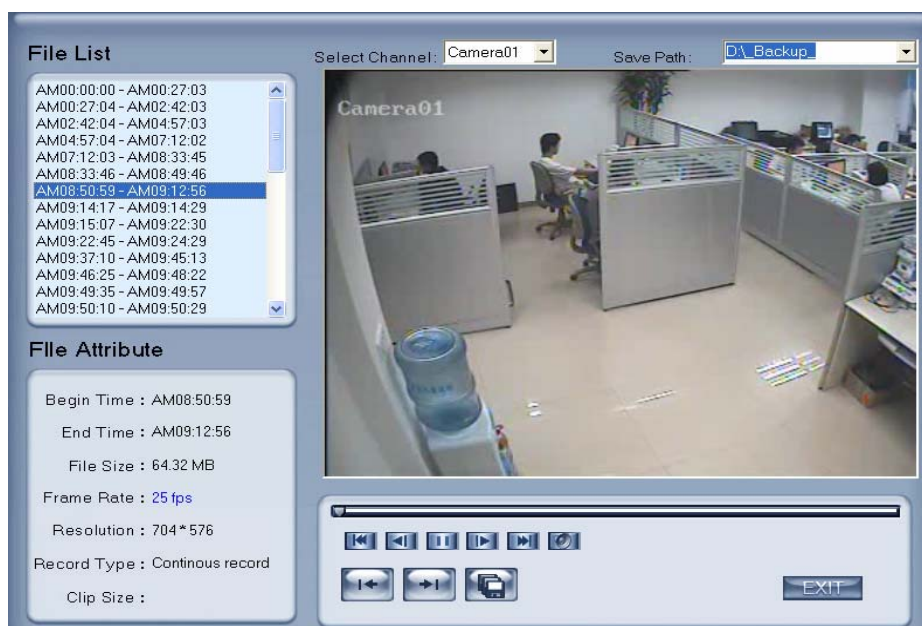 File List
Select Channel: Camera01
Save Path: D:\_Backup_
AM00:00:00 - AM00:27:03
AM00:27:04 - AM02:42:03
AM02:42:04 - AM04:57:03
AM04:57:04 - AM07:12:02
AM07:12:03 - AM08:33:45
AM08:33:46 - AM08:49:46
AM08:50:59 - AM09:12:56
AM09:14:17 - AM09:14:29
AM09:15:07 - AM09:22:30
AM09:22:45 - AM09:24:29
AM09:37:10 - AM09:45:13
AM09:46:25 - AM09:48:22
AM09:49:35 - AM09:49:57
AM09:50:10 - AM09:50:29
Camera01
FIle Attribute
Begin Time : AM08:50:59
End Time : AM09:12:56
File Size : 64.32 MB
Frame Rate : 25 fps
Resolution : 704*576
Record Type : Continous record
Clip Size :
EXIT